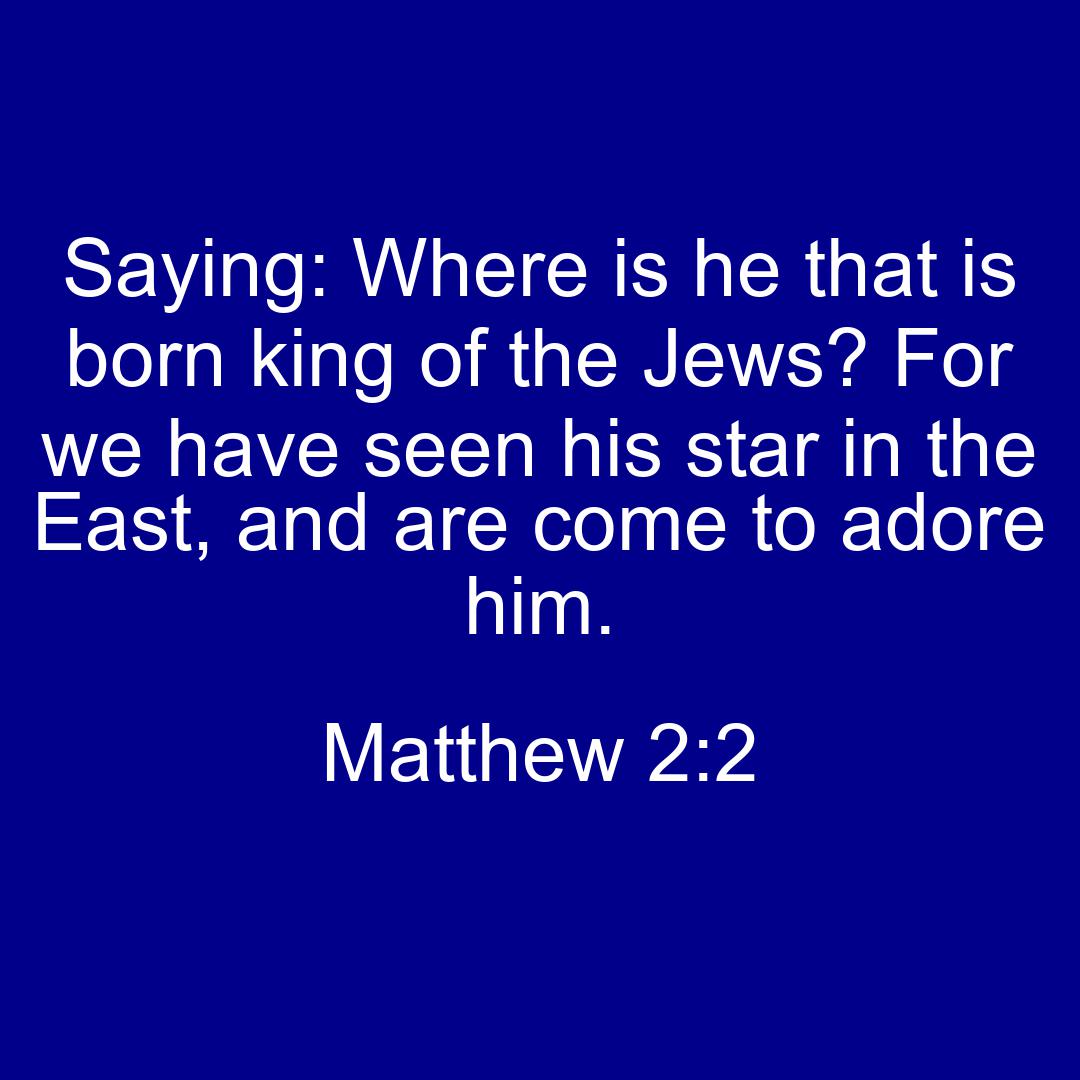 Saying: Where is he that is
born king of the Jews? For
we have seen his star in the
East, and are come to adore
him.
Matthew 2:2